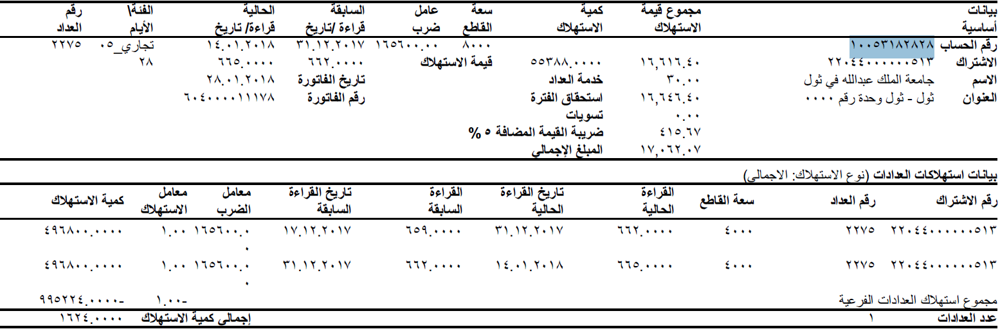 بيانات مجموع قيمة كمية سعة عامل السابقة الحالية الفئة\ رقم
أساسية الاستهلاك الاستهلاك القاطع ضرب قراءة /تاريخ قراءة/ تاريخ الأيام العداد
رقم الحساب ١٠٠٥٣١٨٢٨٢٨ ٨٠٠٠ ١٦٥٦٠٠.٠٠ ٣١.١٢.٢٠١٧ ١٤.٠١.٢٠١٨ تجاري_٠٥ ٢٢٧٥
الاشتراك ٢٢٠٤٤٠٠٠٠٠٠٥١٣ ١٦,٦١٦.٤٠ ٥٥٣٨٨.٠٠٠٠ قيمة الاستهلاك ٦٦٢.٠٠٠٠ ٦٦٥.٠٠٠٠ ٢٨
الاسم جامعة الملك عبدالله في ثول ٣٠.٠٠ خدمة العداد تاريخ الفاتورة ٢٨.٠١.٢٠١٨
العنوان ثول - ثول وحدة رقم ٠٠٠٠ ١٦,٦٤٦.٤٠ استحقاق الفترة رقم الفاتورة ٦٠٤٠٠٠٠١١١٧٨
٠.٠٠ تسويات
٤١٥.٦٧ ضريبة القيمة المضافة ٥ %
١٧,٠٦٢.٠٧ المبلغ الإجمالي
بيانات استهلاكات العدادات (نوع الاستهلاك: الاجمالي)
رقم الاشتراك رقم العداد سعة القاطع القراءة تاريخ القراءة القراءة تاريخ القراءة معامل معامل كمية الاستهلاك
الحالية الحالية السابقة السابقة الضرب الاستهلاك
٢٢٠٤٤٠٠٠٠٠٠٥١٣ ٢٢٧٥ ٤٠٠٠ ٦٦٢.٠٠٠٠ ٣١.١٢.٢٠١٧ ٦٥٩.٠٠٠٠ ١٧.١٢.٢٠١٧ ١٦٥٦٠٠.٠ ١.٠٠ ٤٩٦٨٠٠.٠٠٠٠
٠
٢٢٠٤٤٠٠٠٠٠٠٥١٣ ٢٢٧٥ ٤٠٠٠ ٦٦٥.٠٠٠٠ ١٤.٠١.٢٠١٨ ٦٦٢.٠٠٠٠ ٣١.١٢.٢٠١٧ ١٦٥٦٠٠.٠ ١.٠٠ ٤٩٦٨٠٠.٠٠٠٠
٠
مجموع استهلاك العدادات الفرعية ١.٠٠- ٩٩٥٢٢٤.٠٠٠٠-
عدد العدادات ١ إجمالي كمية الاستهلاك ١٦٢٤.٠٠٠٠